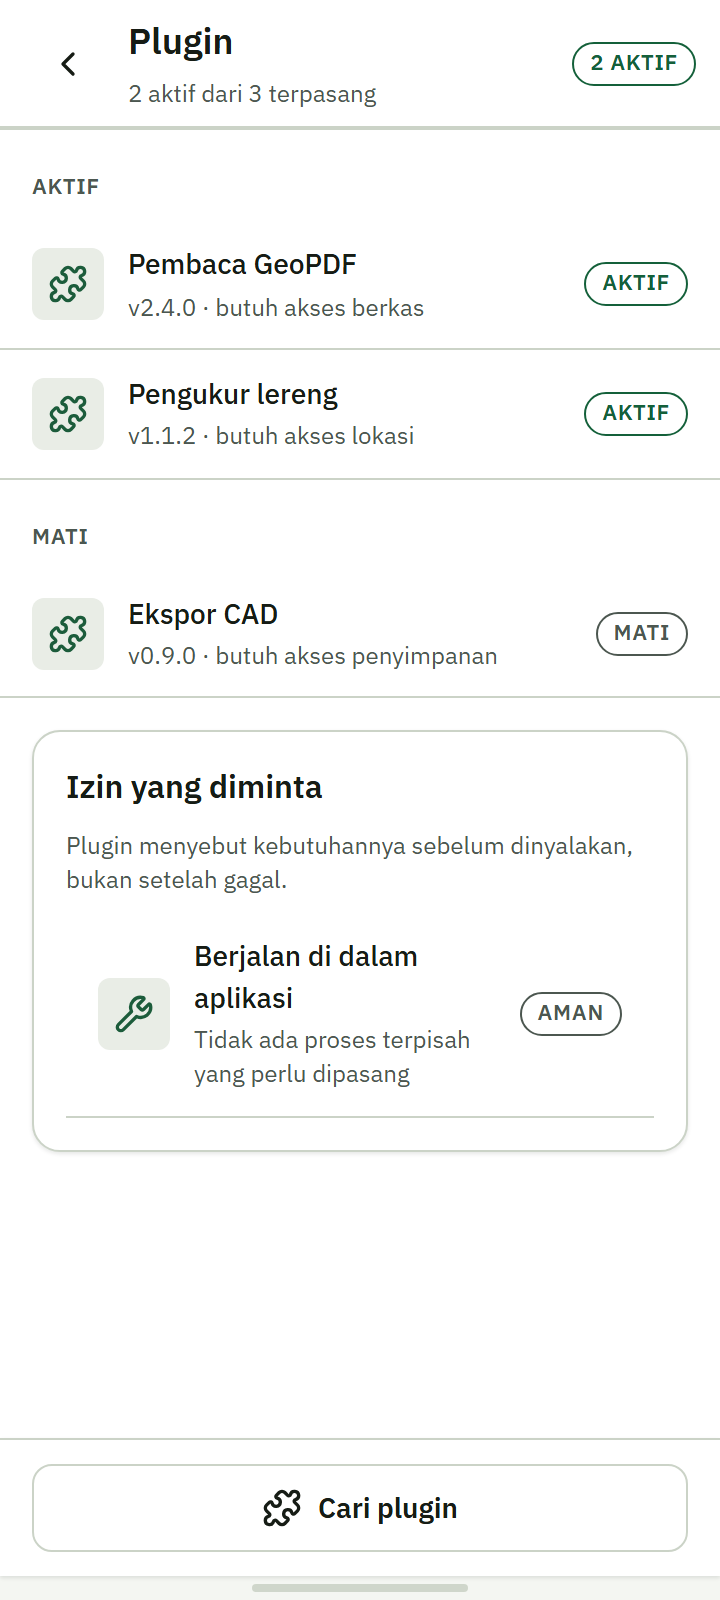 Plugin
2 aktif dari 3 terpasang
2 AKTIF
AKTIF
Pembaca GeoPDF
v2.4.0 · butuh akses berkas
AKTIF
Pengukur lereng
v1.1.2 · butuh akses lokasi
AKTIF
MATI
Ekspor CAD
v0.9.0 · butuh akses penyimpanan
MATI
Izin yang diminta
Plugin menyebut kebutuhannya sebelum dinyalakan,
bukan setelah gagal.
Berjalan di dalam
aplikasi
Tidak ada proses terpisah
yang perlu dipasang
AMAN
Cari plugin